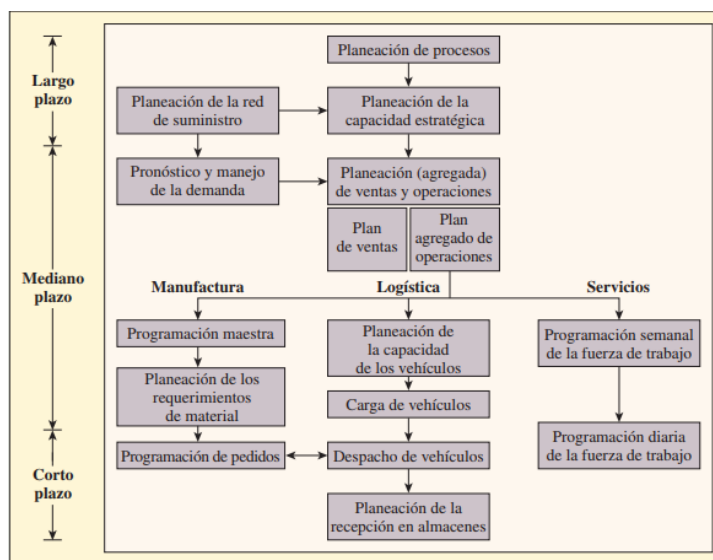 Largo
plazo
Planeación de procesos
Planeación de la red
de suministro
Planeación de la
capacidad estratégica
Pronóstico y manejo
de la demanda
Planeación (agregada)
de ventas y operaciones
Plan
de ventas
Plan
agregado de
operaciones
Mediano
plazo
Manufactura
Logística
Servicios
Programación maestra
Planeación de
la capacidad
de los vehículos
Programación semanal
de la fuerza de trabajo
Planeación de los
requerimientos
de material
Carga de vehículos
Corto
plazo
Programación de pedidos
Despacho de vehículos
Programación diaria
de la fuerza de trabajo
Planeación de la
recepción en almacenes